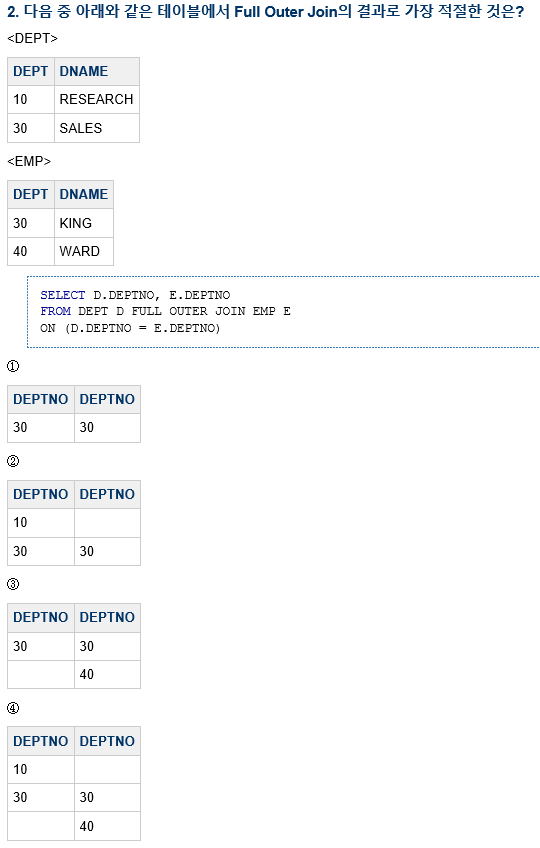 2. 다음 중 아래와 같은 테이블에서 Full Outer Join의 결과로 가장 적절한 것은?
<DEPT>
DEPT DNAME
10 RESEARCH
30 SALES
<EMP>
DEPT DNAME
30 KING
40 WARD
SELECT D.DEPTNO, E.DEPTNO
FROM DEPT D FULL OUTER JOIN EMP E
ON (D.DEPTNO = E.DEPTNO)
①
DEPTNO DEPTNO
30 30
②
DEPTNO DEPTNO
10
30 30
③
DEPTNO DEPTNO
30 30
40
④
DEPTNO DEPTNO
10
30 30
40